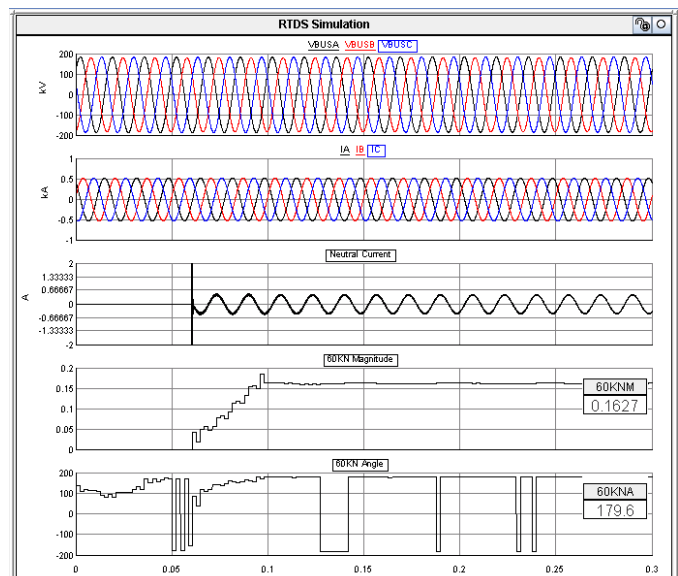 RTDS Simulation
VBUSA VBUSB VBUSC
200
100
0
-100
-200
kV
IA IB IC
1
0.5
0
-0.5
-1
kA
Neutral Current
2
1.33333
0.66667
0
-0.66667
-1.33333
-2
A
60KN Magnitude
0.2
0.15
0.1
0.05
0
60KNM
0.1627
60KN Angle
200
100
0
-100
-200
60KNA
179.6
0 0.05 0.1 0.15 0.2 0.25 0.3